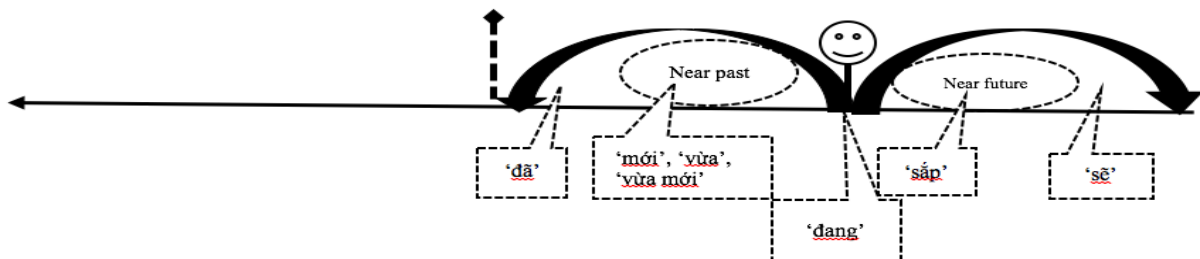 Near past
Near future
‘đã’
‘mới’, ‘vừa’,
‘vừa mới’
‘sắp’
‘sẽ’
‘đang’